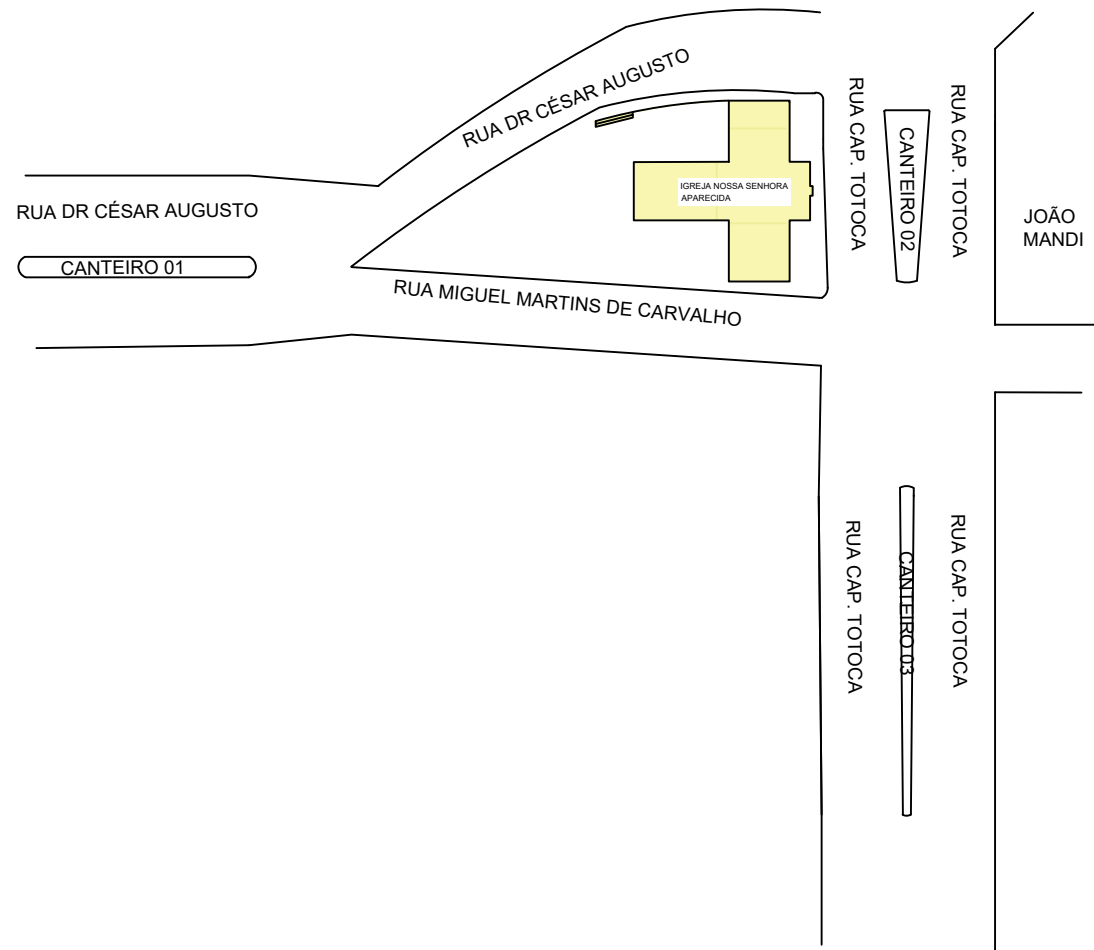 RUA DR CÉSAR AUGUSTO
RUA CAP. TOTOCA
CANTEIRO 02
RUA CAP. TOTOCA
IGREJA NOSSA SENHORA
APARECIDA
RUA DR CÉSAR AUGUSTO
JOÃO
MANDI
CANTEIRO 01
RUA MIGUEL MARTINS DE CARVALHO
RUA CAP. TOTOCA
CANTEIRO 03
RUA CAP. TOTOCA